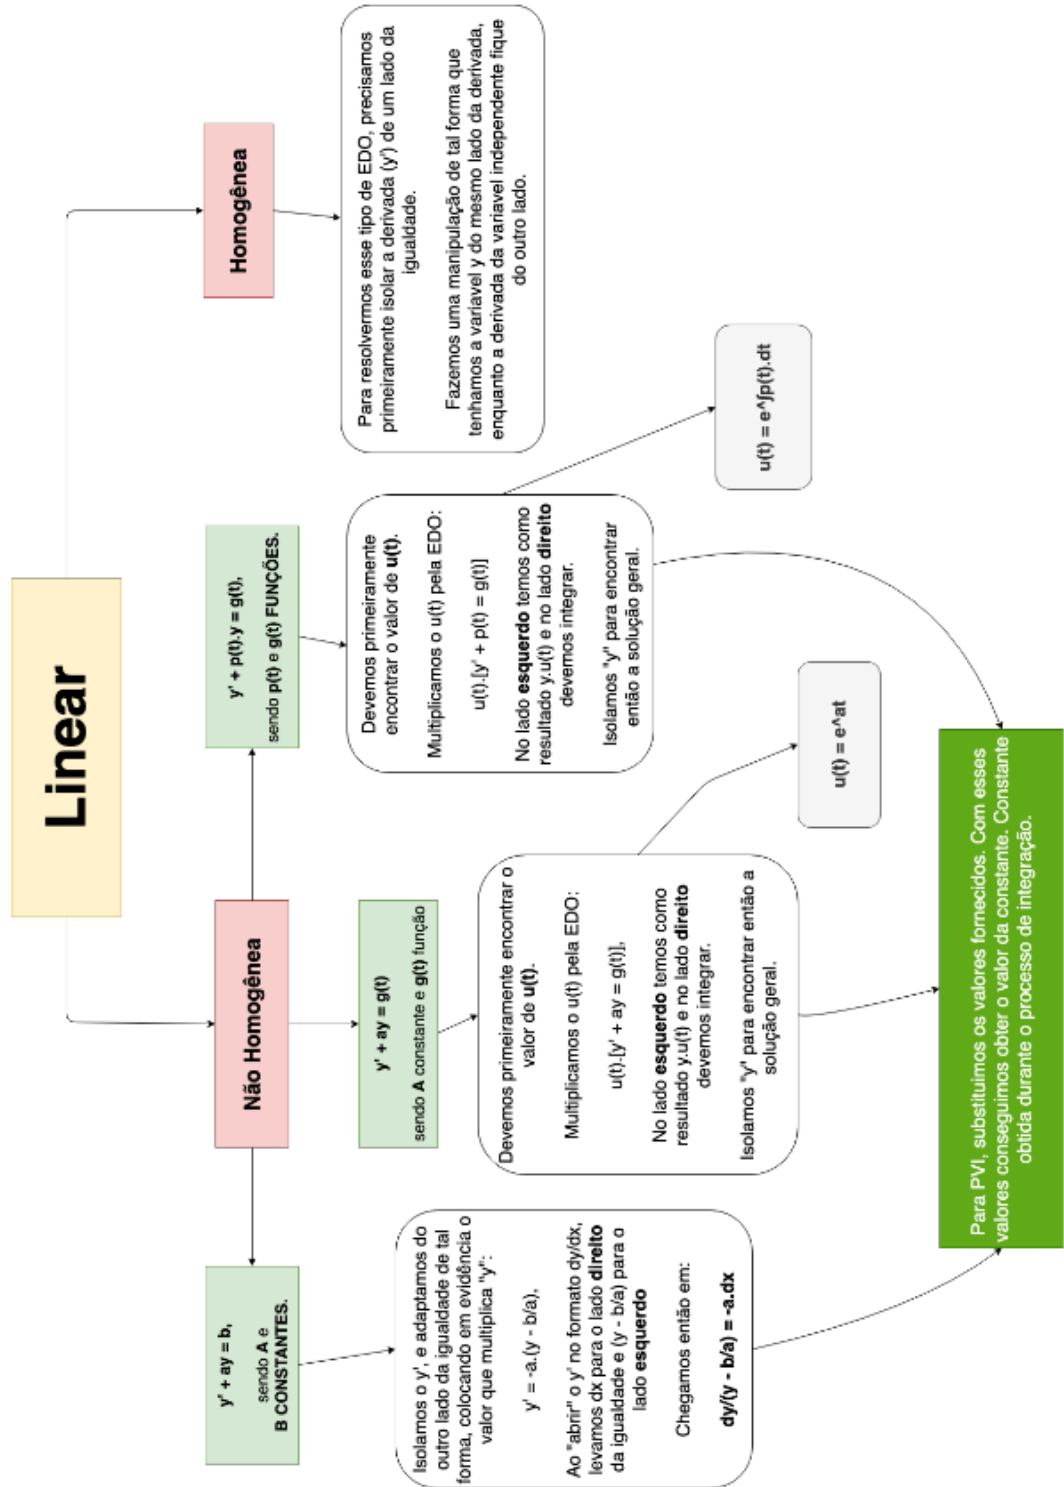 Linear
Não Homogênea
Homogênea
y' + ay = b,
sendo A e
B CONSTANTES.
y' + ay = g(t)
sendo A constante e g(t) função
y' + p(t).y = g(t),
sendo p(t) e g(t) FUNÇÕES.
Para resolvermos esse tipo de EDO, precisamos
primeiramente isolar a derivada (y') de um lado da
igualdade.
Fazemos uma manipulação de tal forma que
tenhamos a variavel y do mesmo lado da derivada,
enquanto a derivada da variavel independente fique
do outro lado.
Isolamos o y', e adaptamos do
outro lado da igualdade de tal
forma, colocando em evidência o
valor que multiplica "y":
y' = -a.(y - b/a),
Ao "abrir" o y' no formato dy/dx,
levamos dx para o lado direito
da igualdade e (y - b/a) para o
lado esquerdo
Chegamos então em:
dy/(y - b/a) = -a.dx
Devemos primeiramente encontrar o
valor de u(t).
Multiplicamos o u(t) pela EDO:
u(t).[y' + ay = g(t)],
No lado esquerdo temos como
resultado y.u(t) e no lado direito
devemos integrar.
Isolamos "y" para encontrar então a
solução geral.
Devemos primeiramente
encontrar o valor de u(t).
Multiplicamos o u(t) pela EDO:
u(t).[y' + p(t) = g(t)]
No lado esquerdo temos como
resultado y.u(t) e no lado direito
devemos integrar.
Isolamos "y" para encontrar
então a solução geral.
u(t) = e^at
u(t) = e^∫p(t).dt
Para PVI, substituimos os valores fornecidos. Com esses
valores conseguimos obter o valor da constante. Constante
obtida durante o processo de integração.